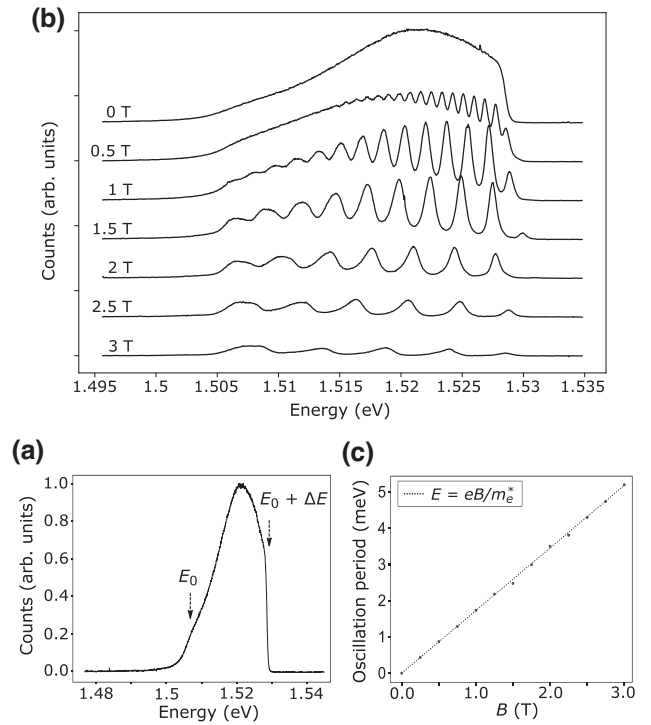 (b)
Counts (arb. units)
0 T
0.5 T
1 T
1.5 T
2 T
2.5 T
3 T
1.495 1.5 1.505 1.51 1.515 1.52 1.525 1.53 1.535
Energy (eV)
(a)
Counts (arb. units)
1.0
0.8
0.6
0.4
0.2
0.0
E₀
E₀ + ΔE
1.48 1.5 1.52 1.54
Energy (eV)
(c)
Oscillation period (meV)
5
4
3
2
1
0
E = eB/mₑ*
0.0 1.0 2.0 3.0
B (T)